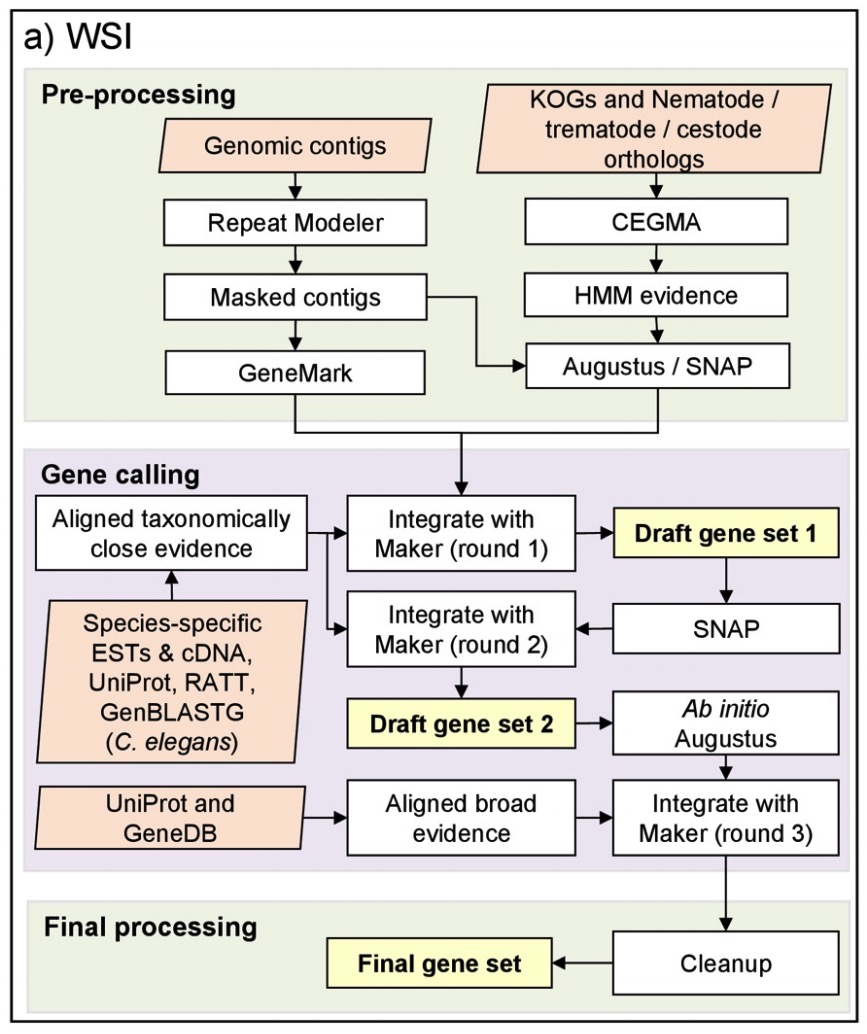 a) WSI
Pre-processing
Genomic contigs
Repeat Modeler
Masked contigs
GeneMark
KOGs and Nematode /
trematode / cestode
orthologs
CEGMA
HMM evidence
Augustus / SNAP
Gene calling
Aligned taxonomically
close evidence
Integrate with
Maker (round 1)
Draft gene set 1
Species-specific
ESTs & cDNA,
UniProt, RATT,
GenBLASTG
(C. elegans)
Integrate with
Maker (round 2)
SNAP
Draft gene set 2
Ab initio
Augustus
UniProt and
GeneDB
Aligned broad
evidence
Integrate with
Maker (round 3)
Final processing
Final gene set
Cleanup